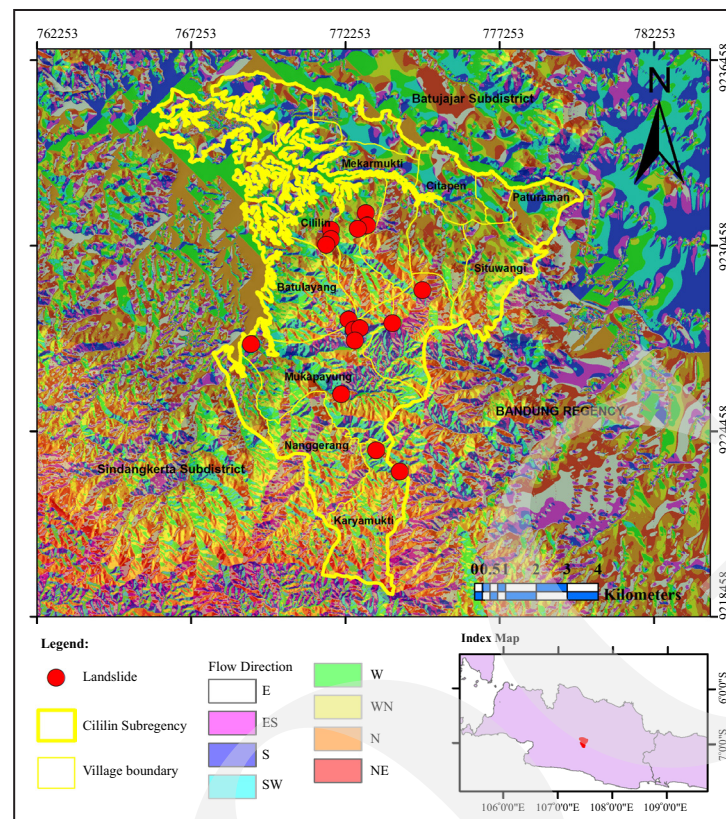 762253 767253 772253 777253 782253
9236458
N
Batujajar Subdistrict
Mekarmukti
Citapen
Paturaman
Cililin
9230458
Situwangi
Batulayang
Mukapayung
BANDUNG REGENCY
9224458
Nanggerang
Sindangkerta Subdistrict
Karyamukti
0 0.5 1 2 3 4
Kilometers
9218458
Legend:
Landslide
Cililin Subregency
Village boundary
Flow Direction
E
ES
S
SW
W
WN
N
NE
Index Map
6°0'0"S
7°0'0"S
106°0'0"E 107°0'0"E 108°0'0"E 109°0'0"E